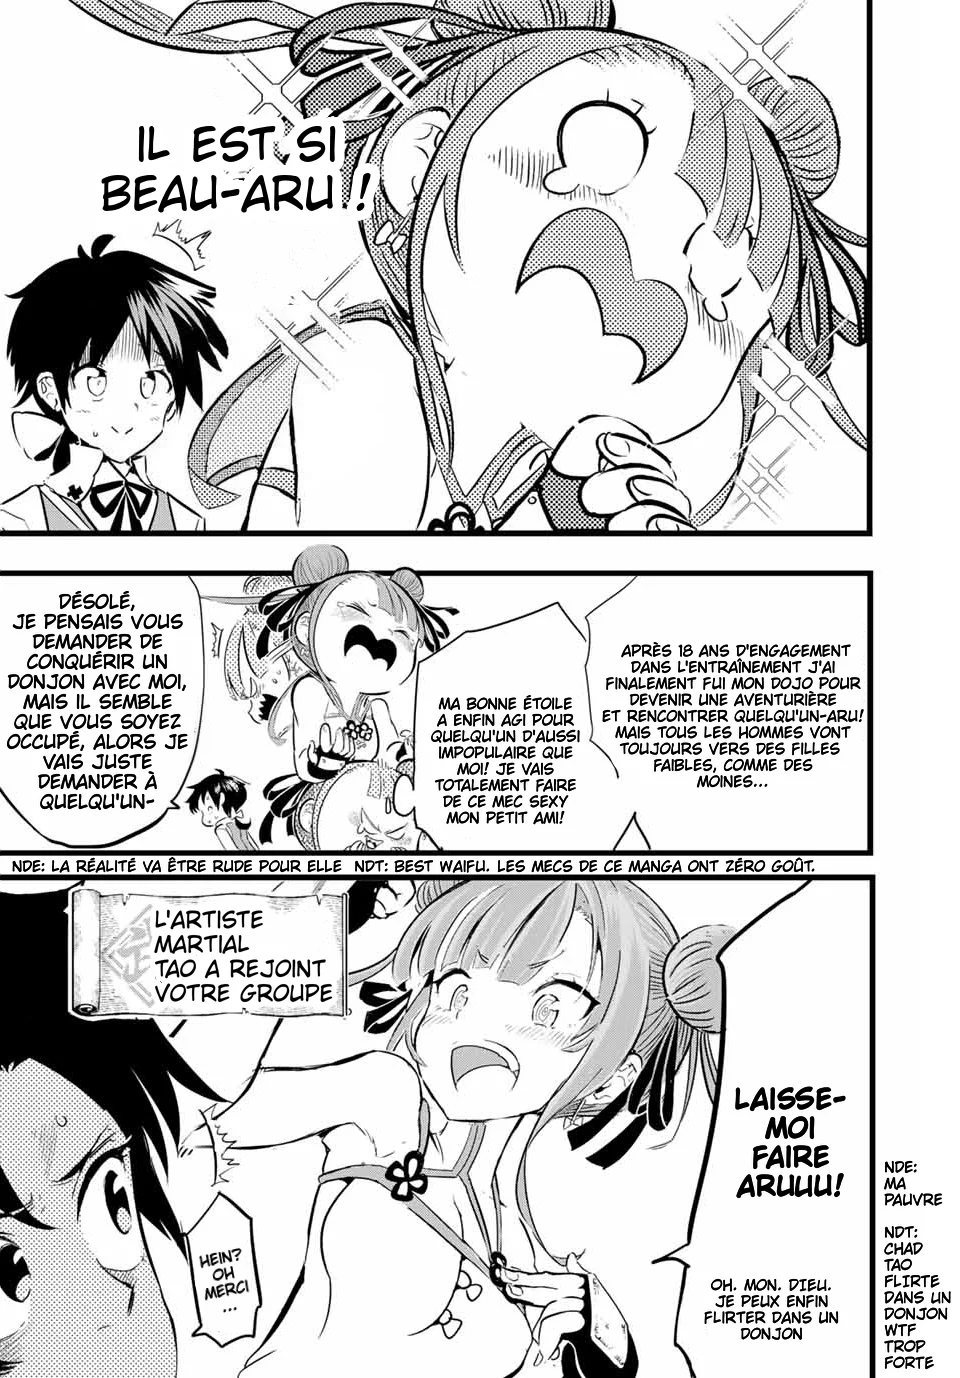 IL EST SI
BEAU-ARU !
APRÈS 18 ANS D'ENGAGEMENT
DANS L'ENTRAÎNEMENT J'AI
FINALEMENT FUI MON DOJO POUR
DEVENIR UNE AVENTURIÈRE
ET RENCONTRER QUELQU'UN-ARU!
MAIS TOUS LES HOMMES VONT
TOUJOURS VERS DES FILLES
FAIBLES, COMME DES
MOINES...
MA BONNE ÉTOILE
A ENFIN AGI POUR
QUELQU'UN D'AUSSI
IMPOPULAIRE QUE
MOI! JE VAIS
TOTALEMENT FAIRE
DE CE MEC SEXY
MON PETIT AMI!
DÉSOLÉ,
JE PENSAIS VOUS
DEMANDER DE
CONQUÉRIR UN
DONJON AVEC MOI,
MAIS IL SEMBLE
QUE VOUS SOYEZ
OCCUPÉ, ALORS JE
VAIS JUSTE
DEMANDER À
QUELQU'UN-
NDE: LA RÉALITÉ VA ÊTRE RUDE POUR ELLE NDT: BEST WAIFU. LES MECS DE CE MANGA ONT ZÉRO GOÛT.
L'ARTISTE
MARTIAL
TAO A REJOINT
VOTRE GROUPE
LAISSE-
MOI
FAIRE
ARUUU!
OH. MON. DIEU.
JE PEUX ENFIN
FLIRTER DANS UN
DONJON
HEIN?
OH
MERCI
...
NDE:
MA
PAUVRE
NDT:
CHAD
TAO
FLIRTE
DANS UN
DONJON
WTF
TROP
FORTE